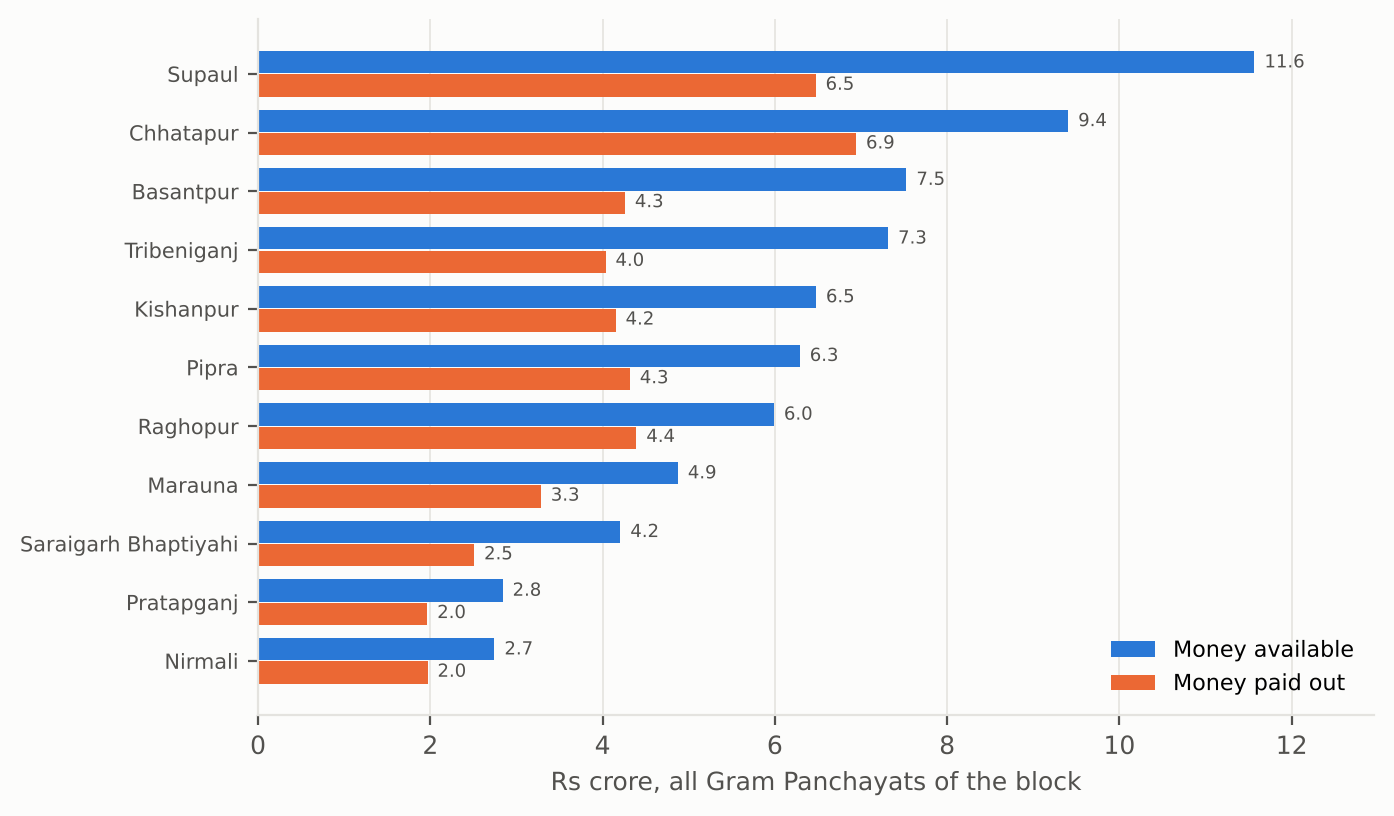 Supaul
11.6
6.5
Chhatapur
9.4
6.9
Basantpur
7.5
4.3
Tribeniganj
7.3
4.0
Kishanpur
6.5
4.2
Pipra
6.3
4.3
Raghopur
6.0
4.4
Marauna
4.9
3.3
Saraigarh Bhaptiyahi
4.2
2.5
Pratapganj
2.8
2.0
Nirmali
2.7
2.0
Money available
Money paid out
0 2 4 6 8 10 12
Rs crore, all Gram Panchayats of the block